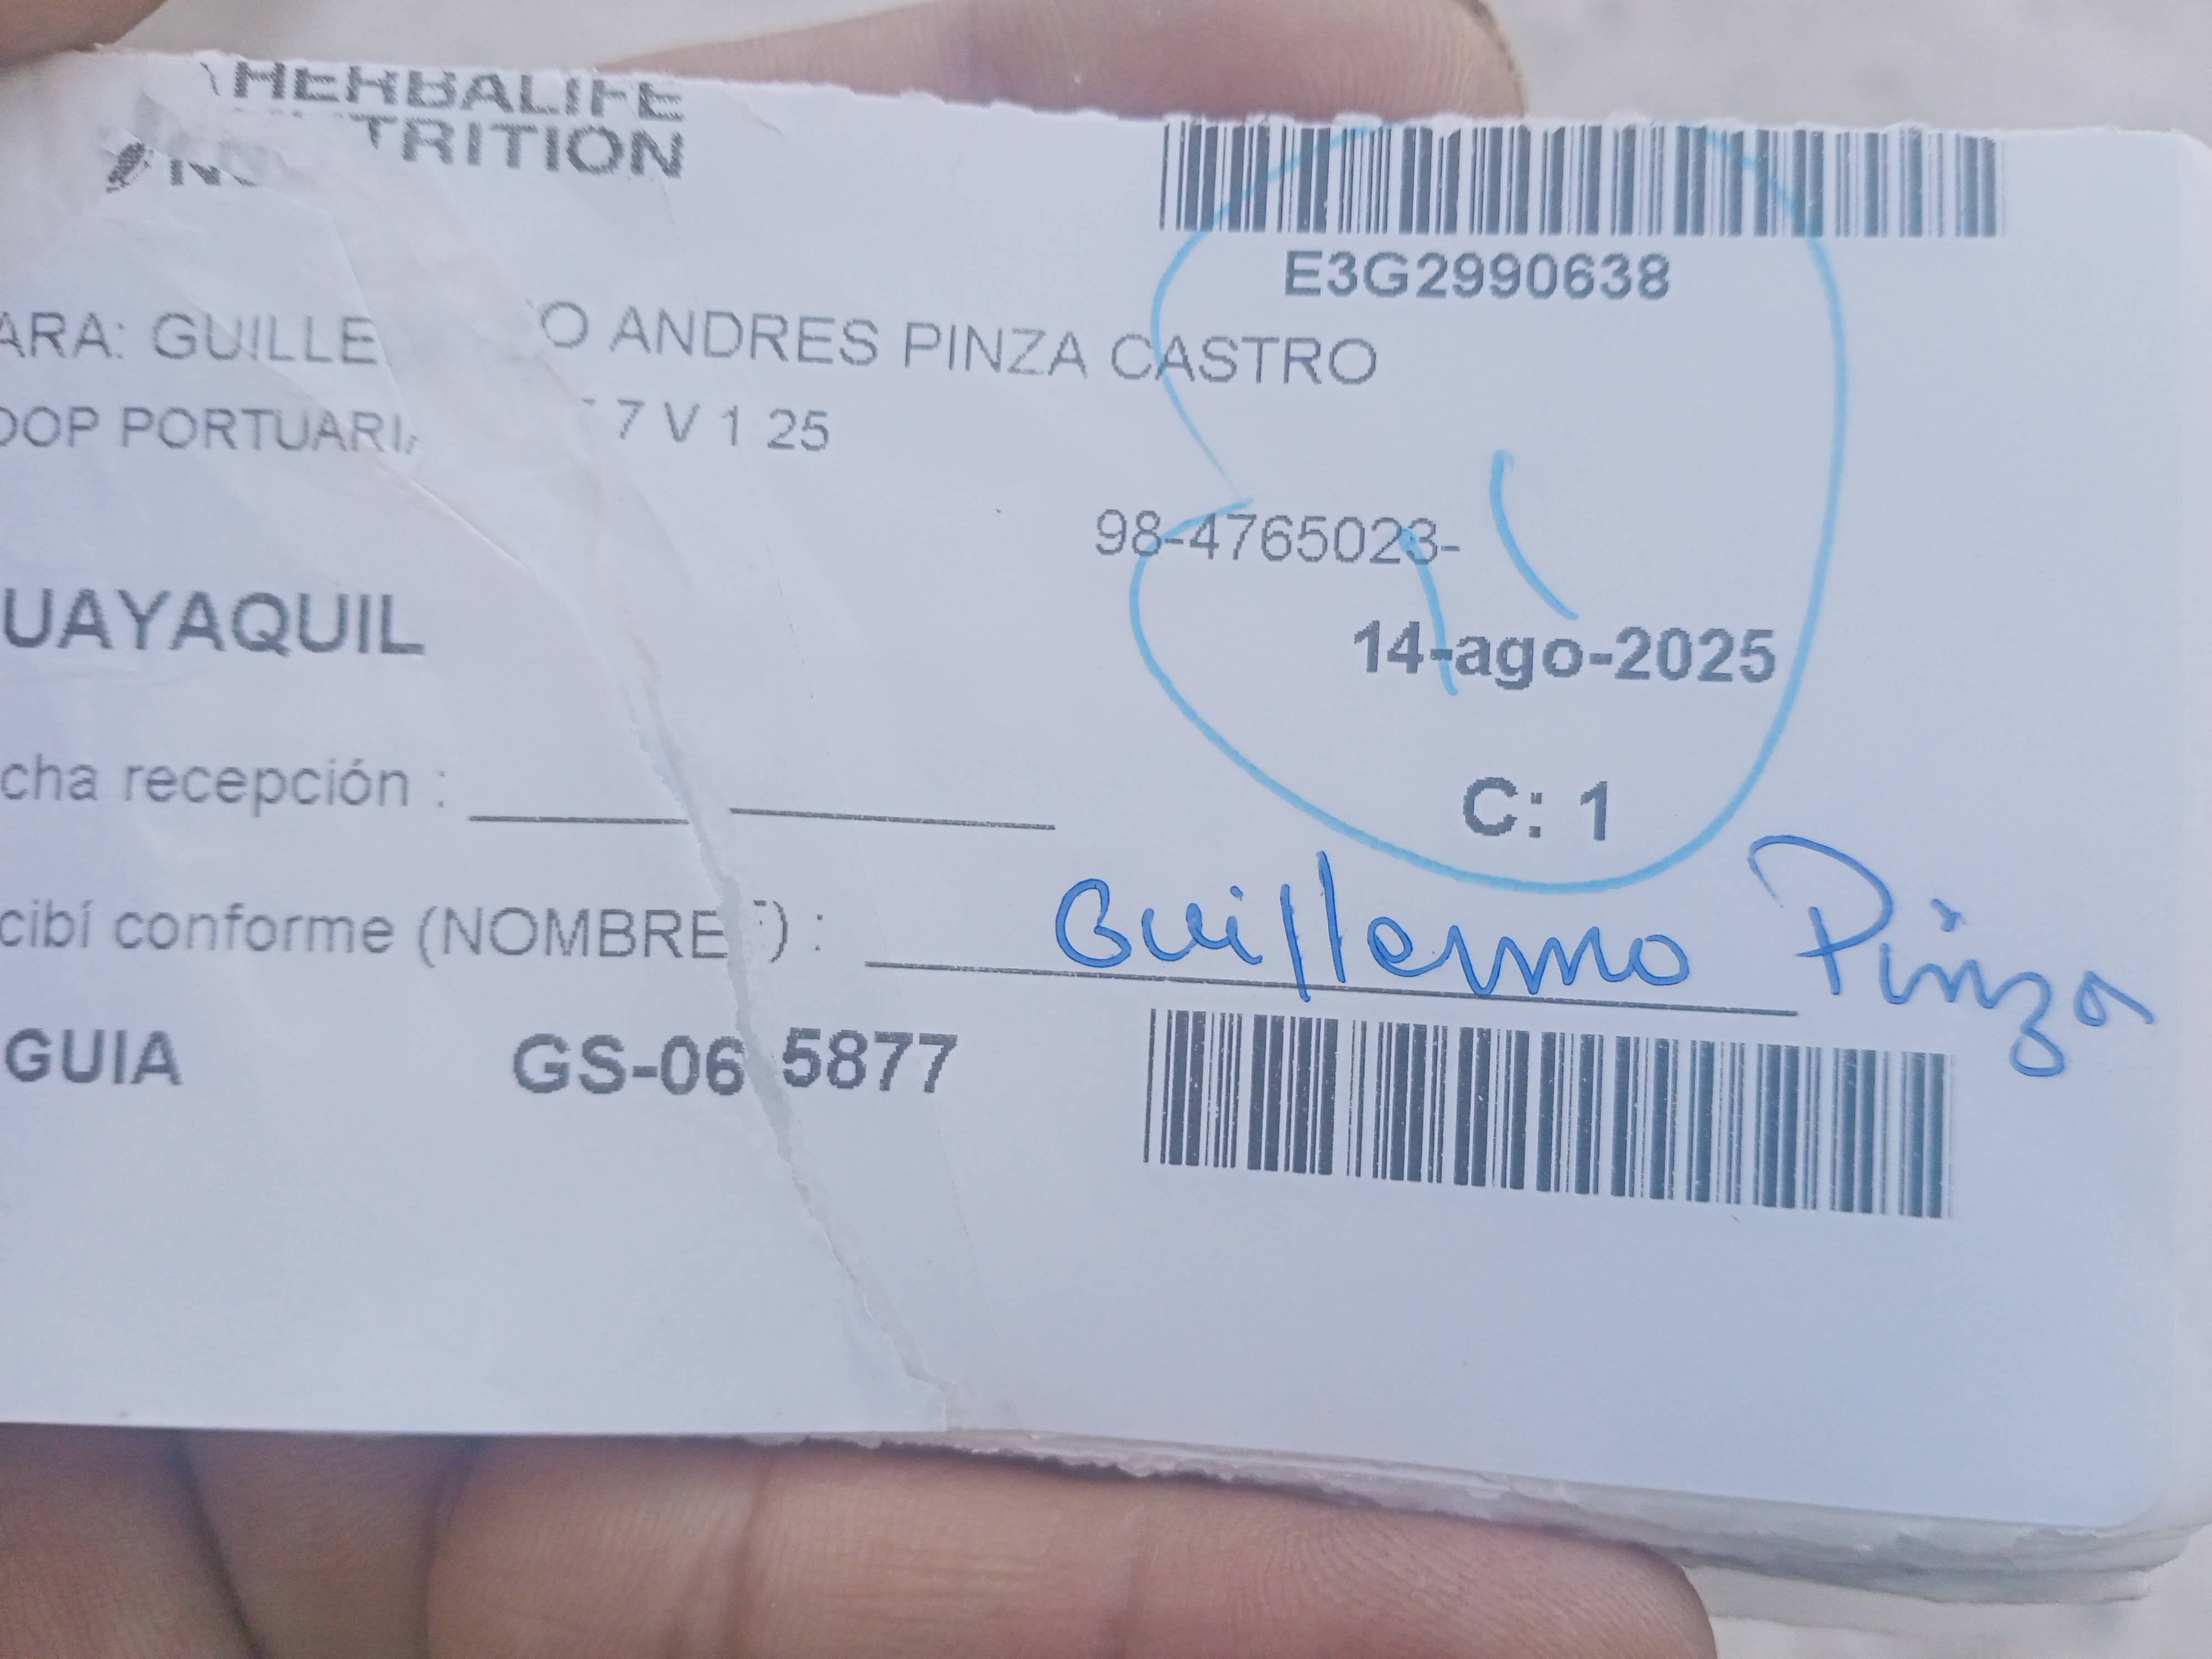 HERBALIFE
TRITION
E3G2990638
ARA: GUILLE O ANDRES PINZA CASTRO
OOP PORTUARIA 7 V 1 25
98-4765023-
UAYAQUIL
14-ago-2025
cha recepción :
C: 1
cibí conforme (NOMBRE ) : Guillermo Pinza
GUIA GS-06 5877